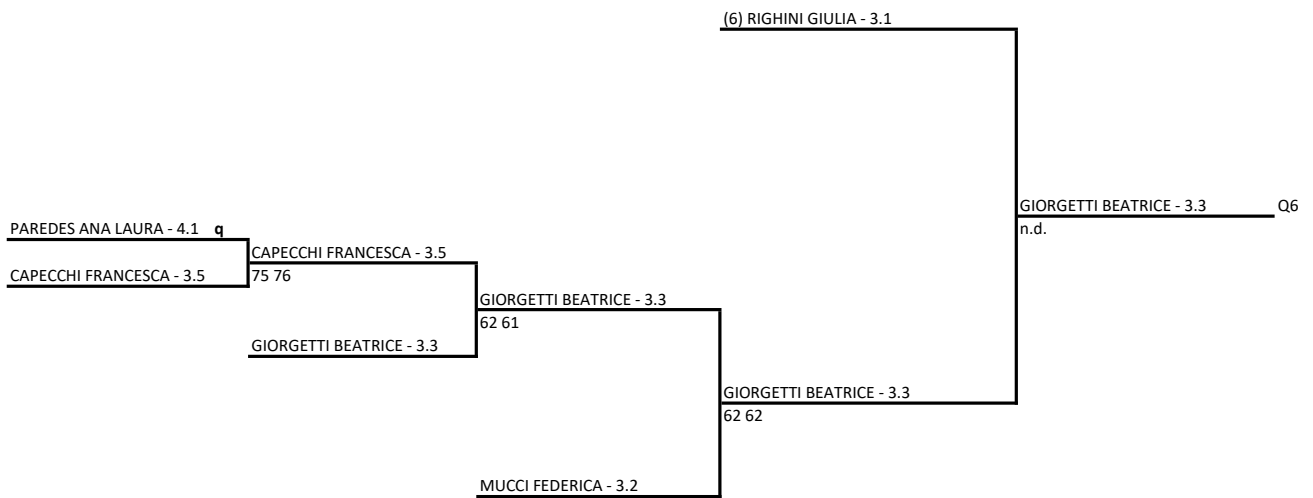 (6) RIGHINI GIULIA - 3.1
GIORGETTI BEATRICE - 3.3 Q6
n.d.
PAREDES ANA LAURA - 4.1 q
CAPECCHI FRANCESCA - 3.5
CAPECCHI FRANCESCA - 3.5
75 76
GIORGETTI BEATRICE - 3.3
62 61
GIORGETTI BEATRICE - 3.3
GIORGETTI BEATRICE - 3.3
62 62
MUCCI FEDERICA - 3.2